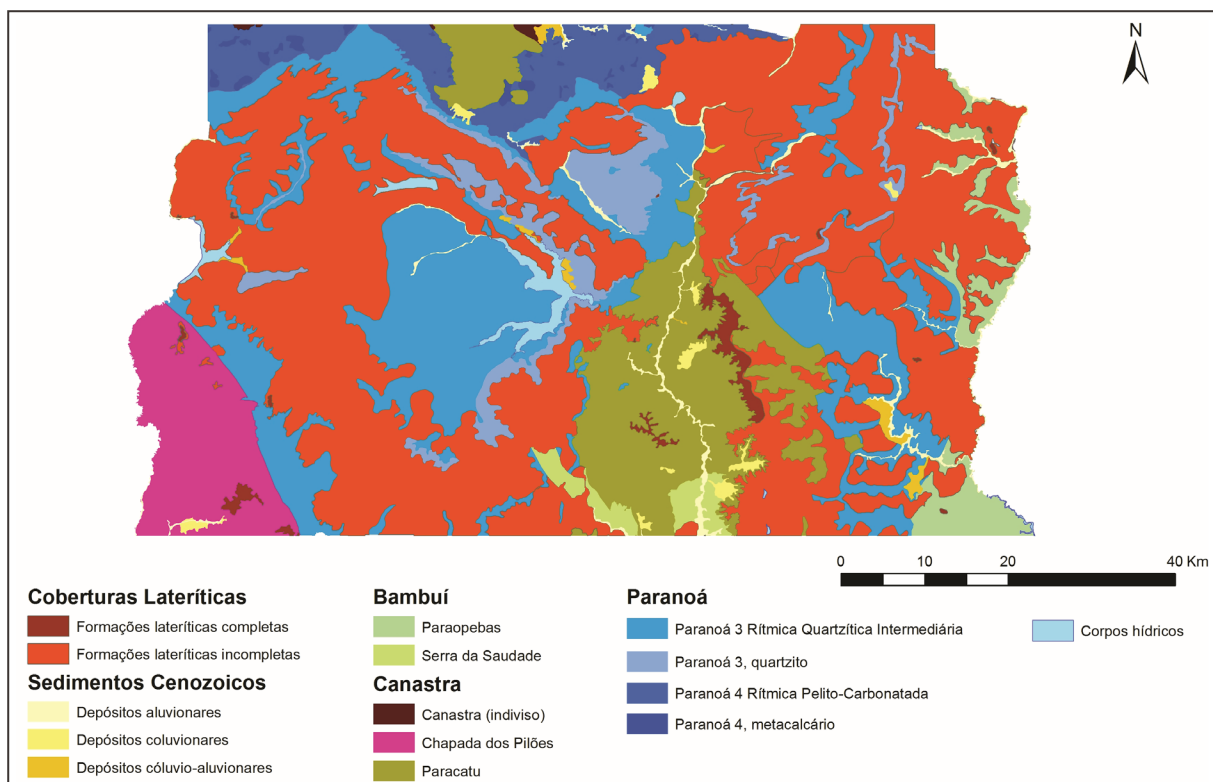 N
0 10 20 40 Km
Coberturas Lateríticas
Formações lateríticas completas
Formações lateríticas incompletas
Sedimentos Cenozoicos
Depósitos aluvionares
Depósitos coluvionares
Depósitos cóluvio-aluvionares
Bambuí
Paraopebas
Serra da Saudade
Canastra
Canastra (indiviso)
Chapada dos Pilões
Paracatu
Paranoá
Paranoá 3 Rítmica Quartzítica Intermediária
Paranoá 3, quartzito
Paranoá 4 Rítmica Pelito-Carbonatada
Paranoá 4, metacalcário
Corpos hídricos